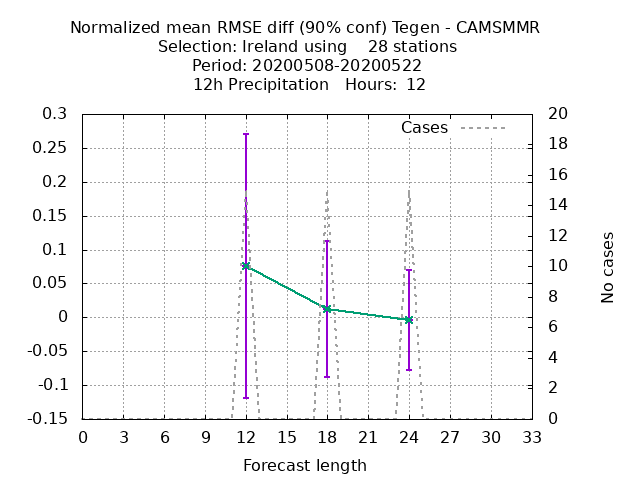 Normalized mean RMSE diff (90% conf) Tegen - CAMSMMR
Selection: Ireland using    28 stations
Period: 20200508-20200522
12h Precipitation   Hours:  12
Cases
0.3
0.25
0.2
0.15
0.1
0.05
0
-0.05
-0.1
-0.15
20
18
16
14
12
10
8
6
4
2
0
No cases
0 3 6 9 12 15 18 21 24 27 30 33
Forecast length